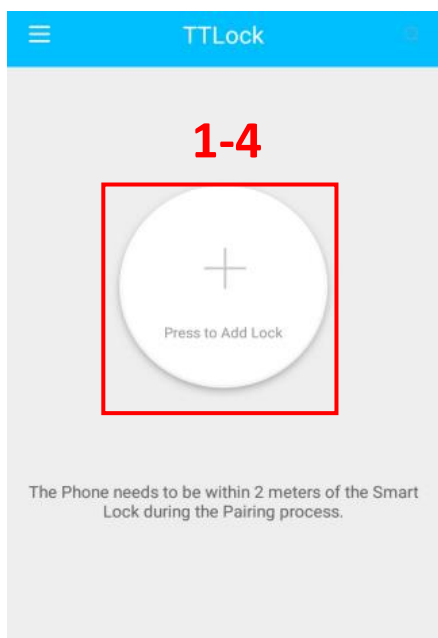 TTLock
1-4
Press to Add Lock
The Phone needs to be within 2 meters of the Smart
Lock during the Pairing process.